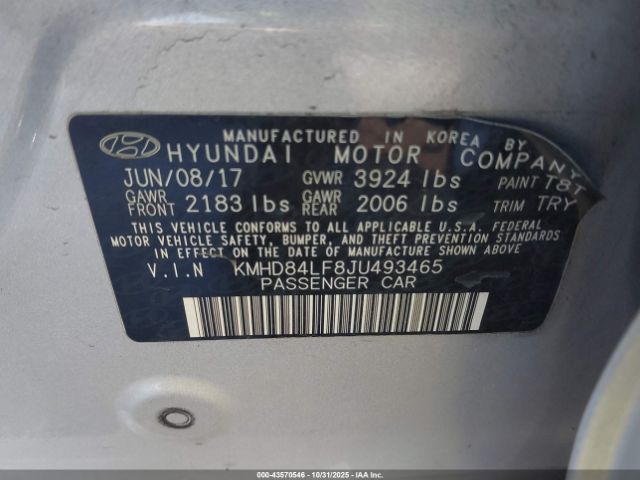 MANUFACTURED IN KOREA BY
HYUNDAI MOTOR COMPANY
JUN/08/17 GVWR 3924 lbs PAINT T8T
GAWR FRONT 2183 lbs GAWR REAR 2006 lbs TRIM TRY
THIS VEHICLE CONFORMS TO ALL APPLICABLE U.S.A. FEDERAL
MOTOR VEHICLE SAFETY, BUMPER, AND THEFT PREVENTION
STANDARDS IN EFFECT ON THE DATE OF MANUFACTURE SHOWN ABOVE
V.I.N KMHD84LF8JU493465
PASSENGER CAR
000-43570546 - 10/31/2025 - IAAI.COM